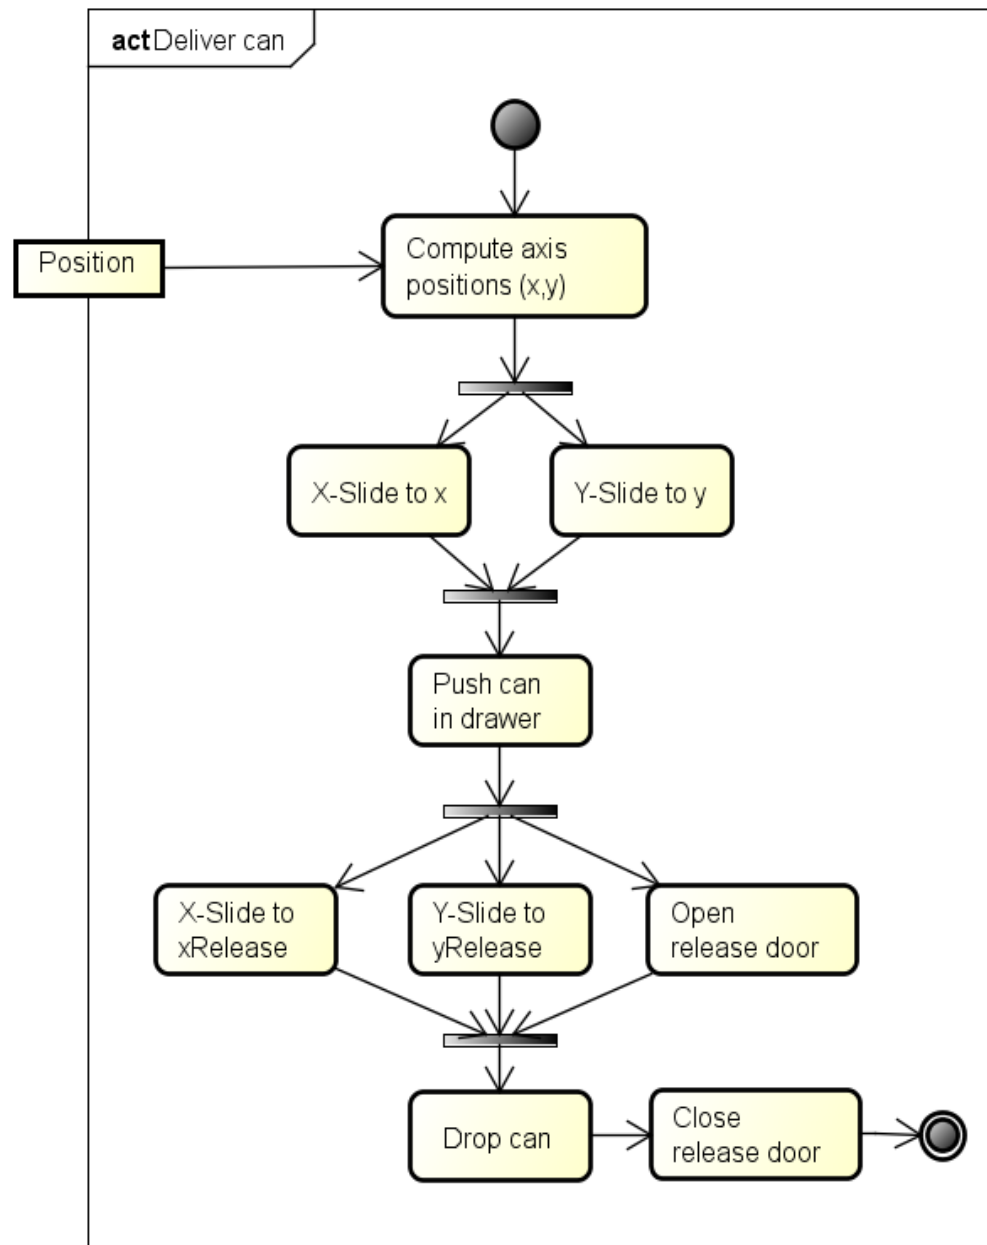 act Deliver can
Position
Compute axis
positions (x,y)
X-Slide to x
Y-Slide to y
Push can
in drawer
X-Slide to
xRelease
Y-Slide to
yRelease
Open
release door
Drop can
Close
release door